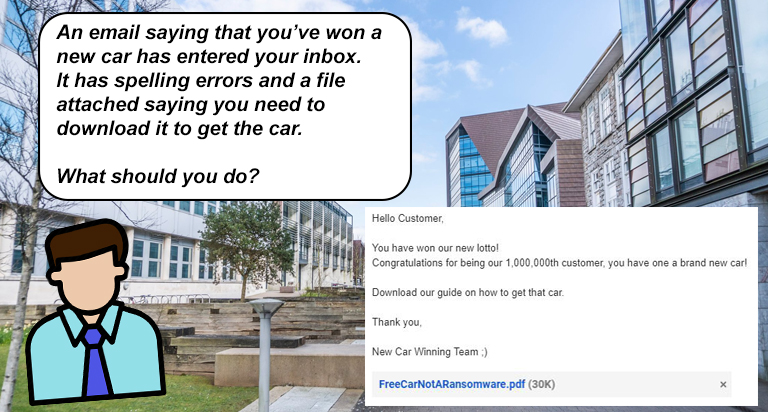 An email saying that you've won a
new car has entered your inbox.
It has spelling errors and a file
attached saying you need to
download it to get the car.
What should you do?
Hello Customer,
You have won our new lotto!
Congratulations for being our 1,000,000th customer, you have one a brand new car!
Download our guide on how to get that car.
Thank you,
New Car Winning Team ;)
FreeCarNotARansomware.pdf (30K) ×